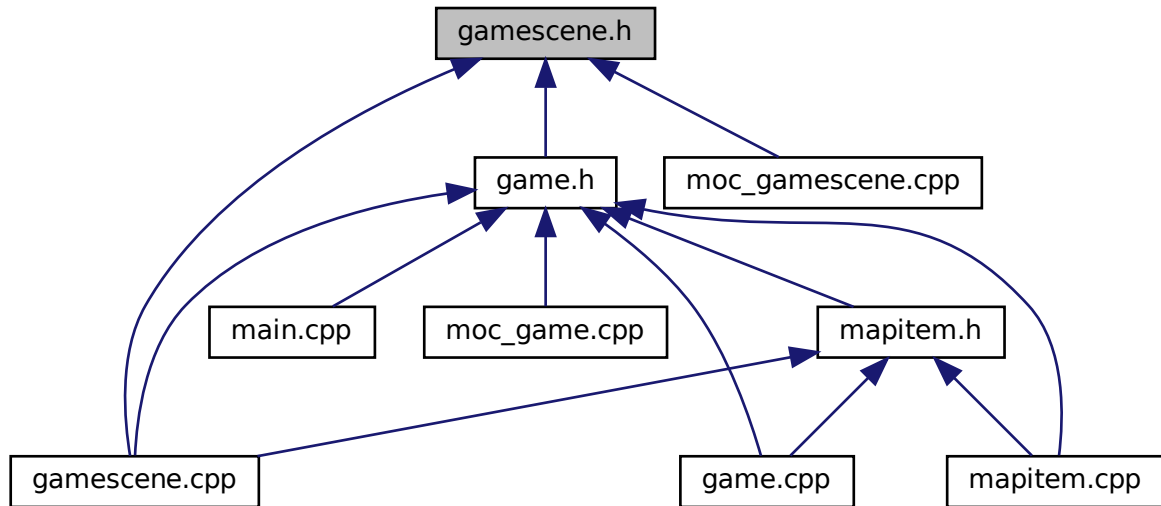 gamescene.h
game.h
moc_gamescene.cpp
main.cpp
moc_game.cpp
mapitem.h
gamescene.cpp
game.cpp
mapitem.cpp